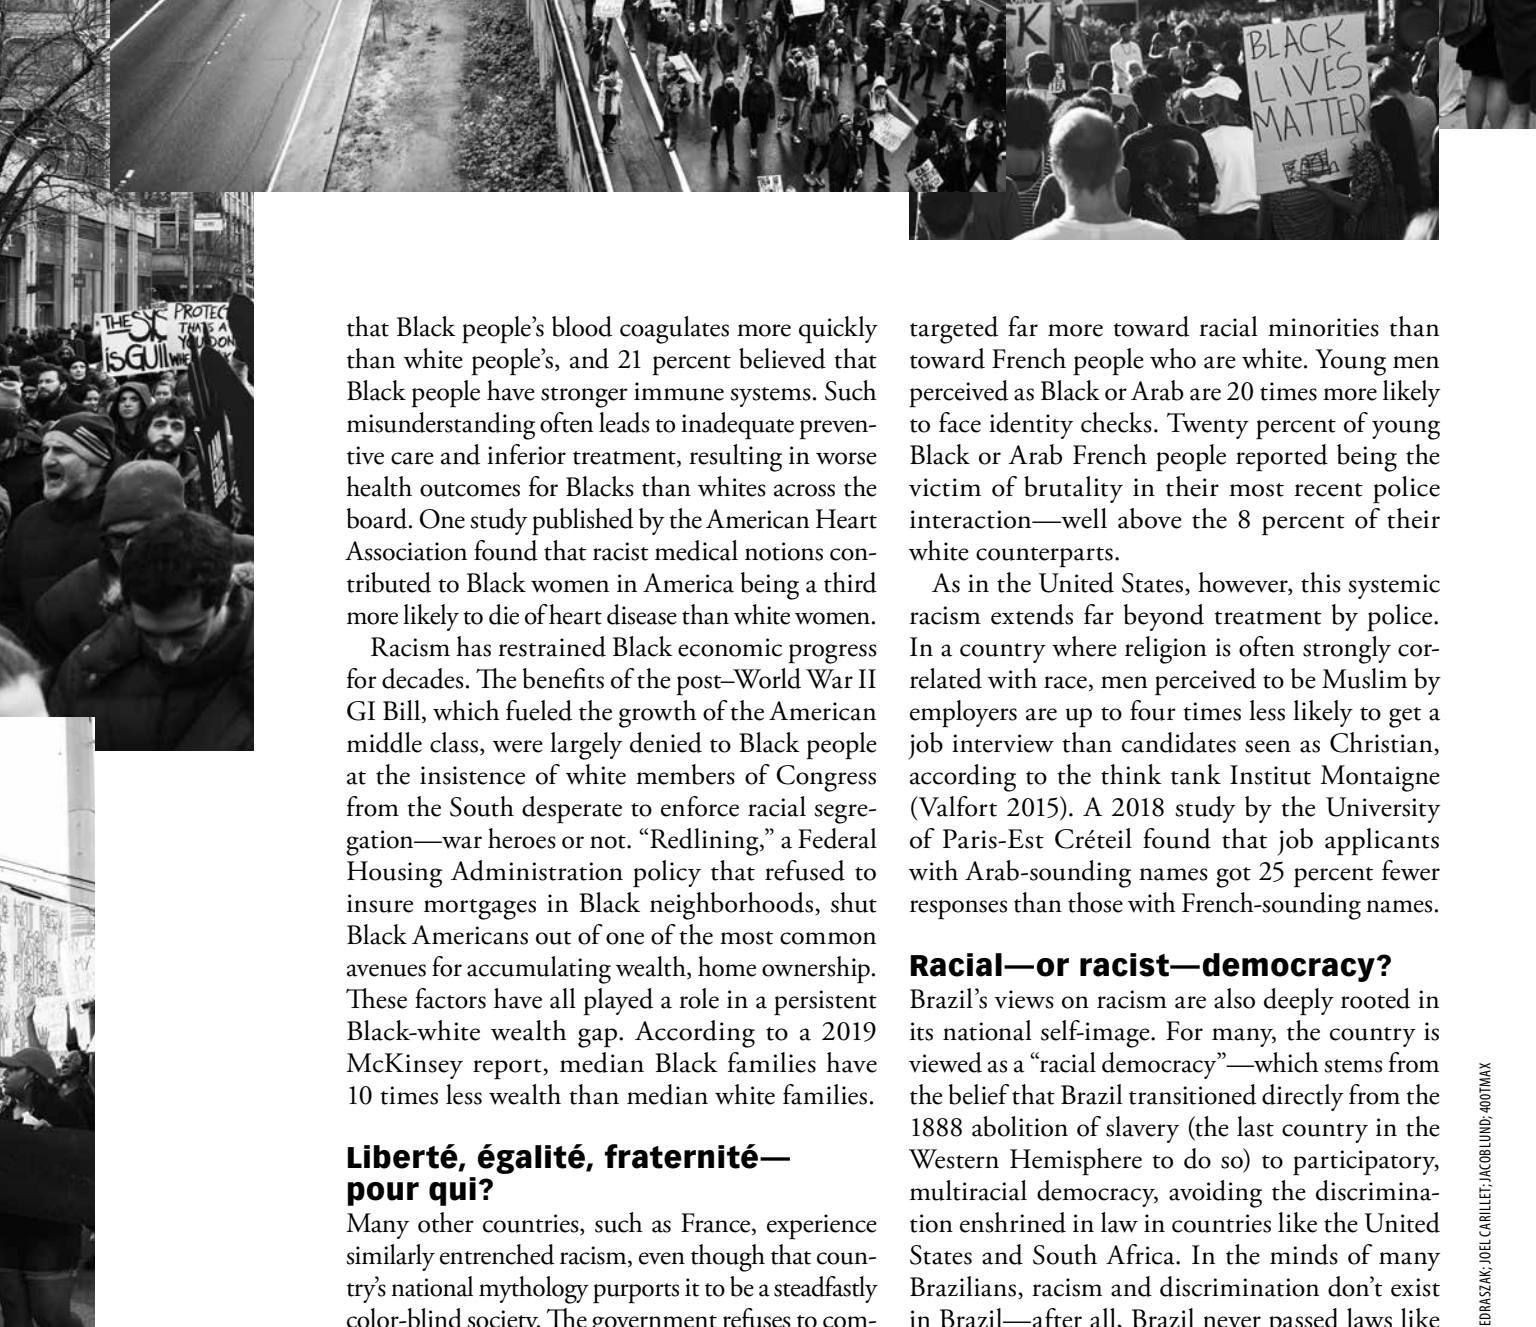 K
BLACK
LIVES
MATTER
THE SYS
IS GUIL
PROTEC
THAT'S A
YOU DON
that Black people's blood coagulates more quickly
than white people's, and 21 percent believed that
Black people have stronger immune systems. Such
misunderstanding often leads to inadequate preven-
tive care and inferior treatment, resulting in worse
health outcomes for Blacks than whites across the
board. One study published by the American Heart
Association found that racist medical notions con-
tributed to Black women in America being a third
more likely to die of heart disease than white women.
Racism has restrained Black economic progress
for decades. The benefits of the post–World War II
GI Bill, which fueled the growth of the American
middle class, were largely denied to Black people
at the insistence of white members of Congress
from the South desperate to enforce racial segre-
gation—war heroes or not. “Redlining,” a Federal
Housing Administration policy that refused to
insure mortgages in Black neighborhoods, shut
Black Americans out of one of the most common
avenues for accumulating wealth, home ownership.
These factors have all played a role in a persistent
Black-white wealth gap. According to a 2019
McKinsey report, median Black families have
10 times less wealth than median white families.
Liberté, égalité, fraternité—
pour qui?
Many other countries, such as France, experience
similarly entrenched racism, even though that coun-
try's national mythology purports it to be a steadfastly
color-blind society. The government refuses to com-
targeted far more toward racial minorities than
toward French people who are white. Young men
perceived as Black or Arab are 20 times more likely
to face identity checks. Twenty percent of young
Black or Arab French people reported being the
victim of brutality in their most recent police
interaction—well above the 8 percent of their
white counterparts.
As in the United States, however, this systemic
racism extends far beyond treatment by police.
In a country where religion is often strongly cor-
related with race, men perceived to be Muslim by
employers are up to four times less likely to get a
job interview than candidates seen as Christian,
according to the think tank Institut Montaigne
(Valfort 2015). A 2018 study by the University
of Paris-Est Créteil found that job applicants
with Arab-sounding names got 25 percent fewer
responses than those with French-sounding names.
Racial—or racist—democracy?
Brazil's views on racism are also deeply rooted in
its national self-image. For many, the country is
viewed as a “racial democracy”—which stems from
the belief that Brazil transitioned directly from the
1888 abolition of slavery (the last country in the
Western Hemisphere to do so) to participatory,
multiracial democracy, avoiding the discrimina-
tion enshrined in law in countries like the United
States and South Africa. In the minds of many
Brazilians, racism and discrimination don't exist
in Brazil—after all, Brazil never passed laws like
EDRASZAK; JOEL CARILLET; JACOBLUND; 400TMAX